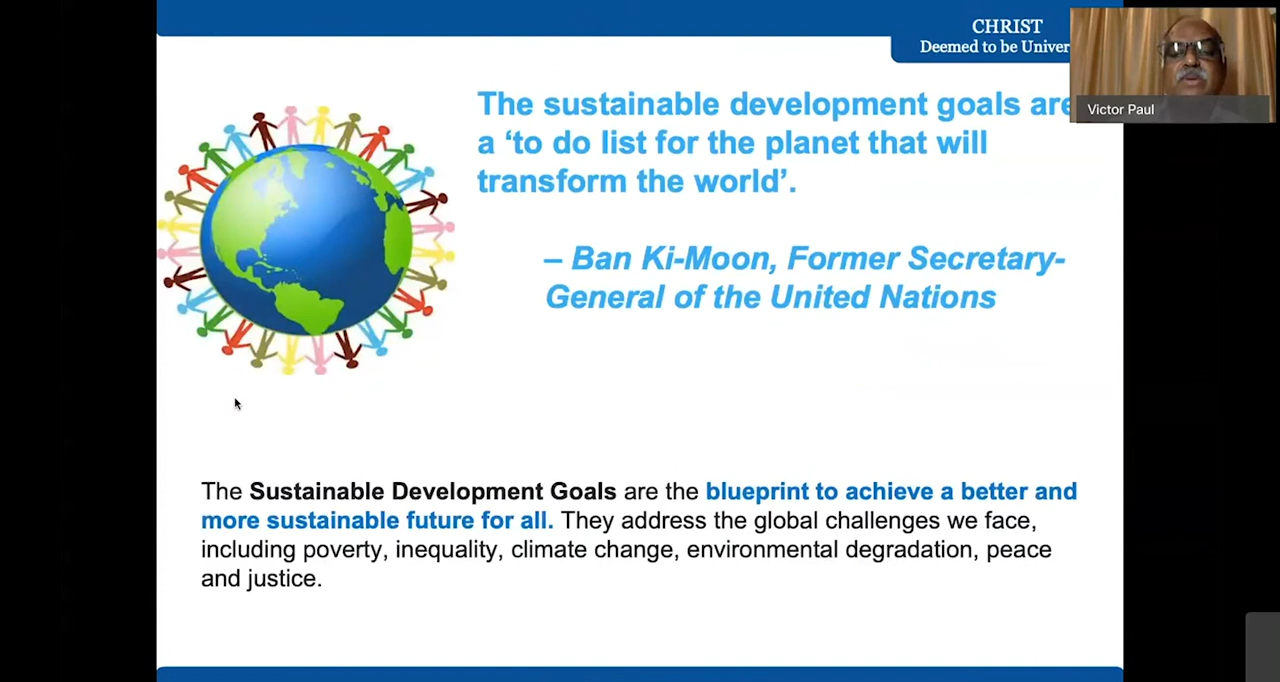 CHRIST
Deemed to be
Victor Paul
The sustainable development goals are
a ‘to do list for the planet that will
transform the world’.
– Ban Ki-Moon, Former Secretary-
General of the United Nations
The Sustainable Development Goals are the blueprint to achieve a better and
more sustainable future for all. They address the global challenges we face,
including poverty, inequality, climate change, environmental degradation, peace
and justice.